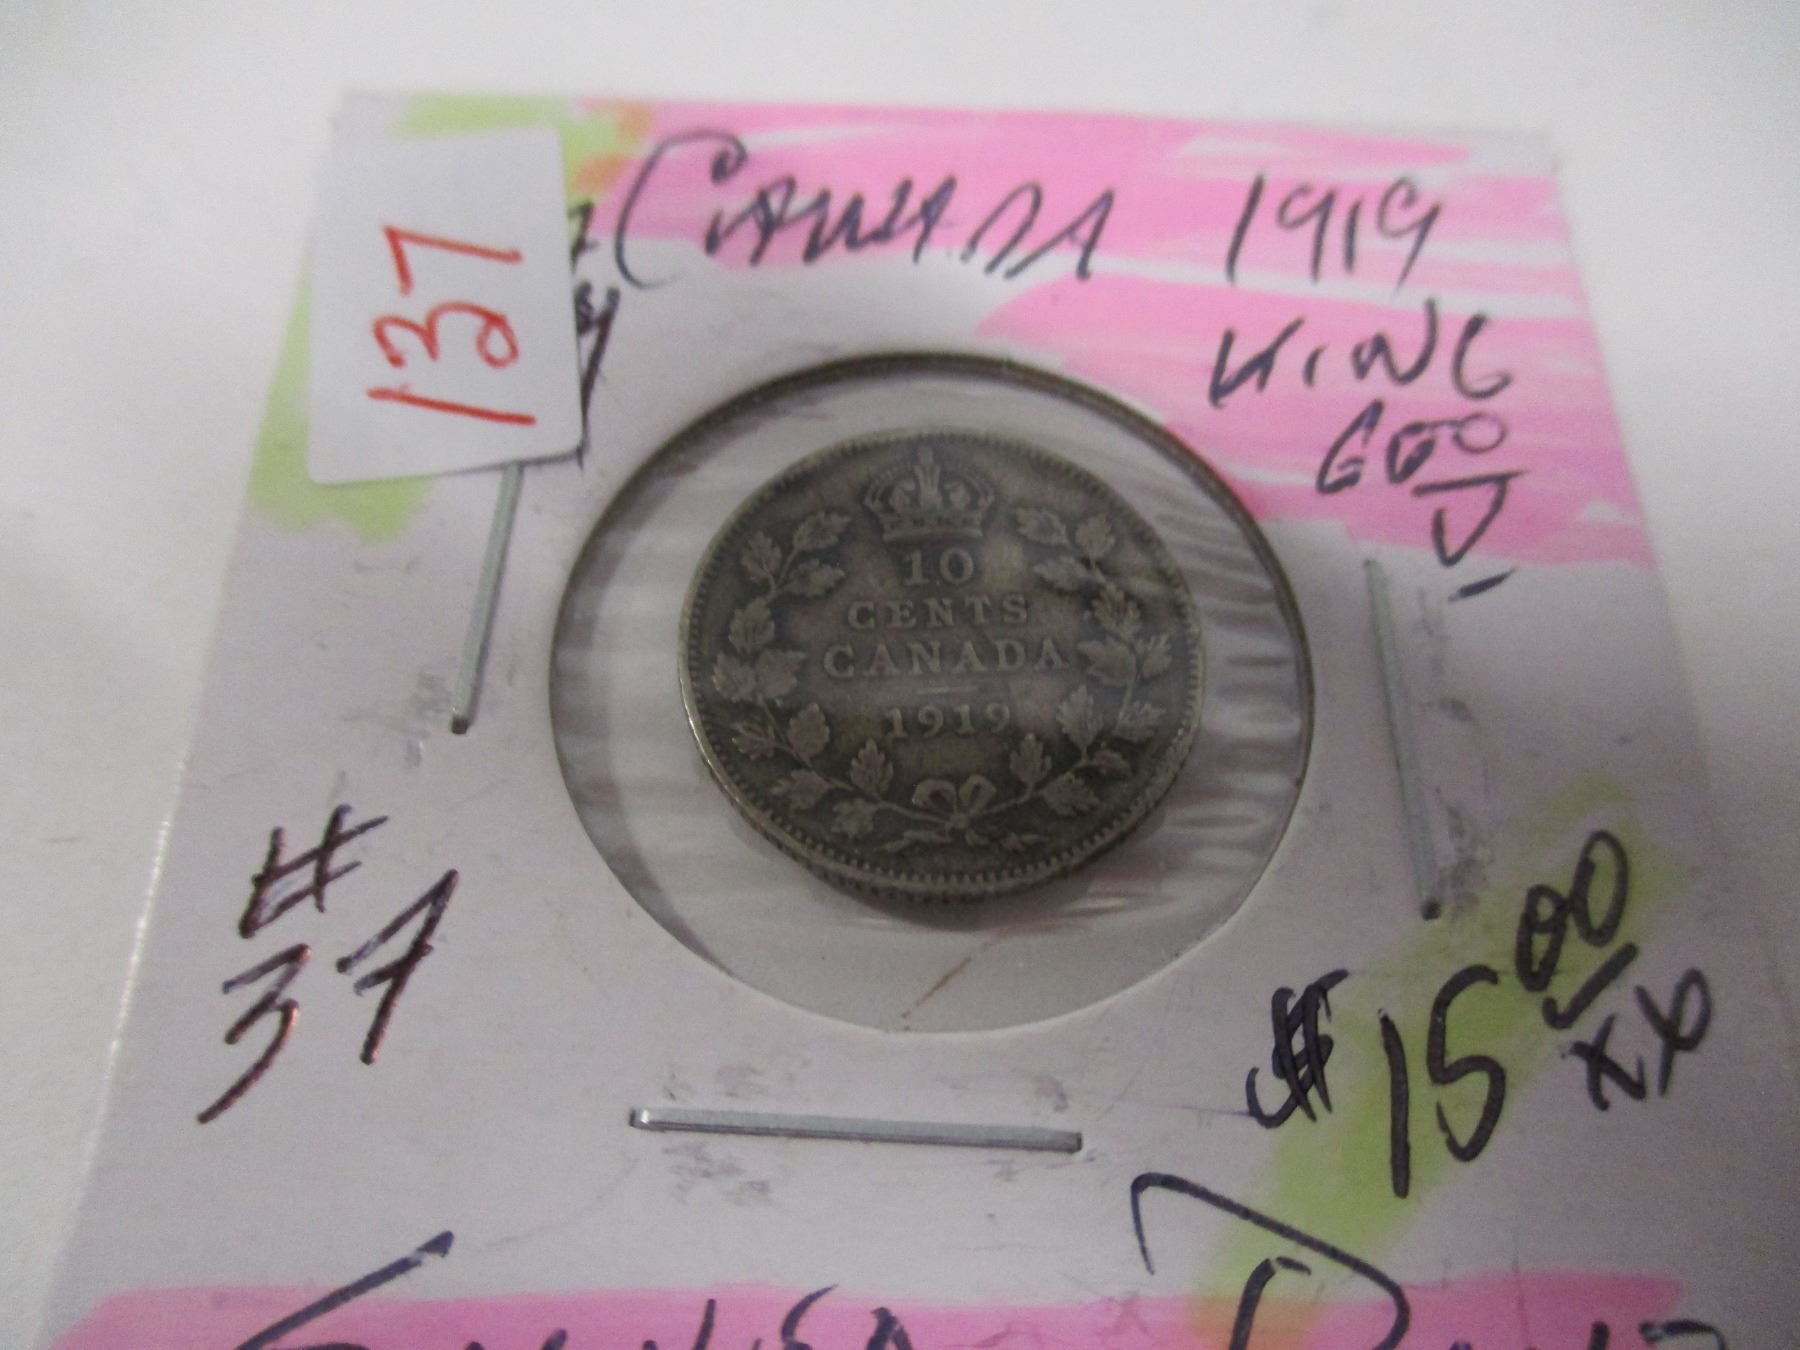 137
CANADA 1919
KING
GEO
V
10
CENTS
CANADA
1919
#
37
$15.00